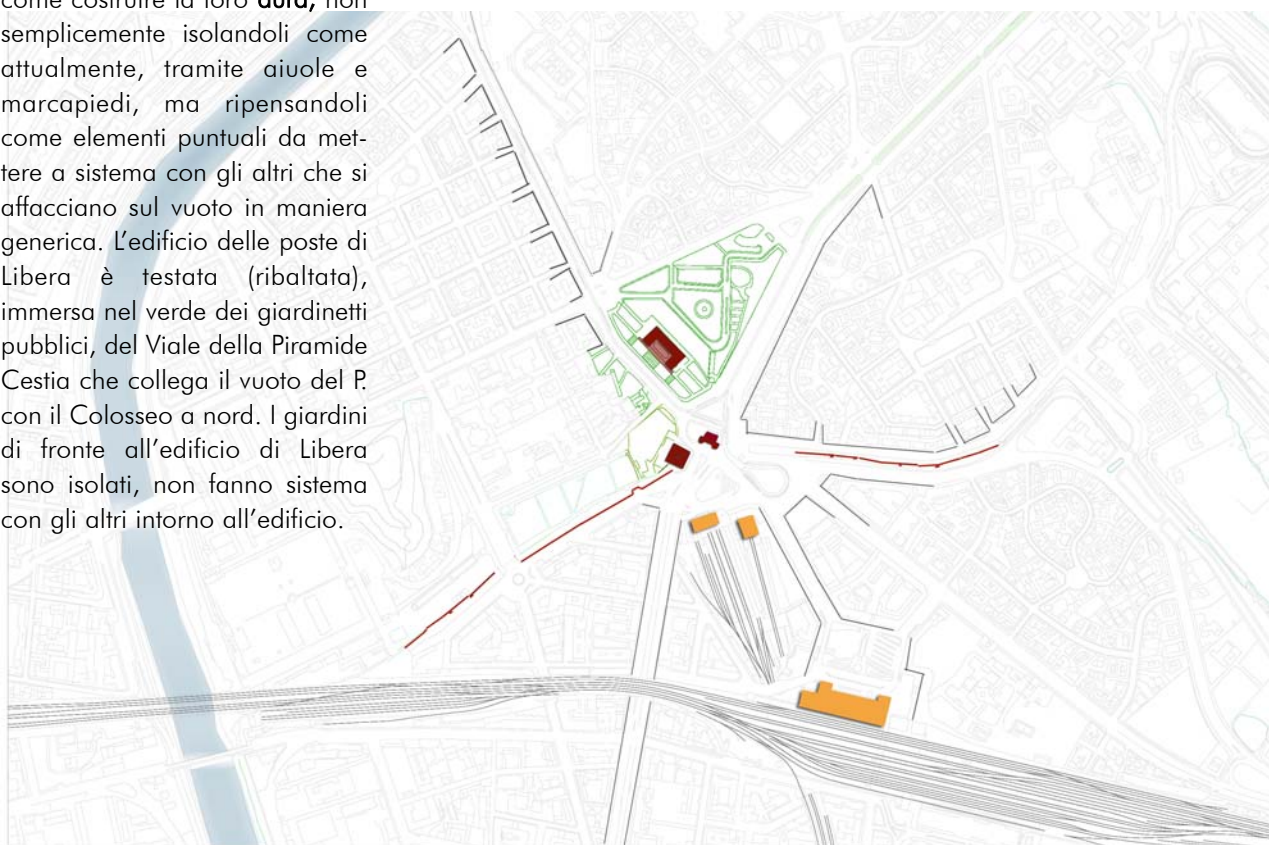 come costruire la loro aura, non
semplicemente isolandoli come
attualmente, tramite aiuole e
marcapiedi, ma ripensandoli
come elementi puntuali da met-
tere a sistema con gli altri che si
affacciano sul vuoto in maniera
generica. L'edificio delle poste di
Libera è testata (ribaltata),
immersa nel verde dei giardinetti
pubblici, del Viale della Piramide
Cestia che collega il vuoto del P.
con il Colosseo a nord. I giardini
di fronte all'edificio di Libera
sono isolati, non fanno sistema
con gli altri intorno all'edificio.